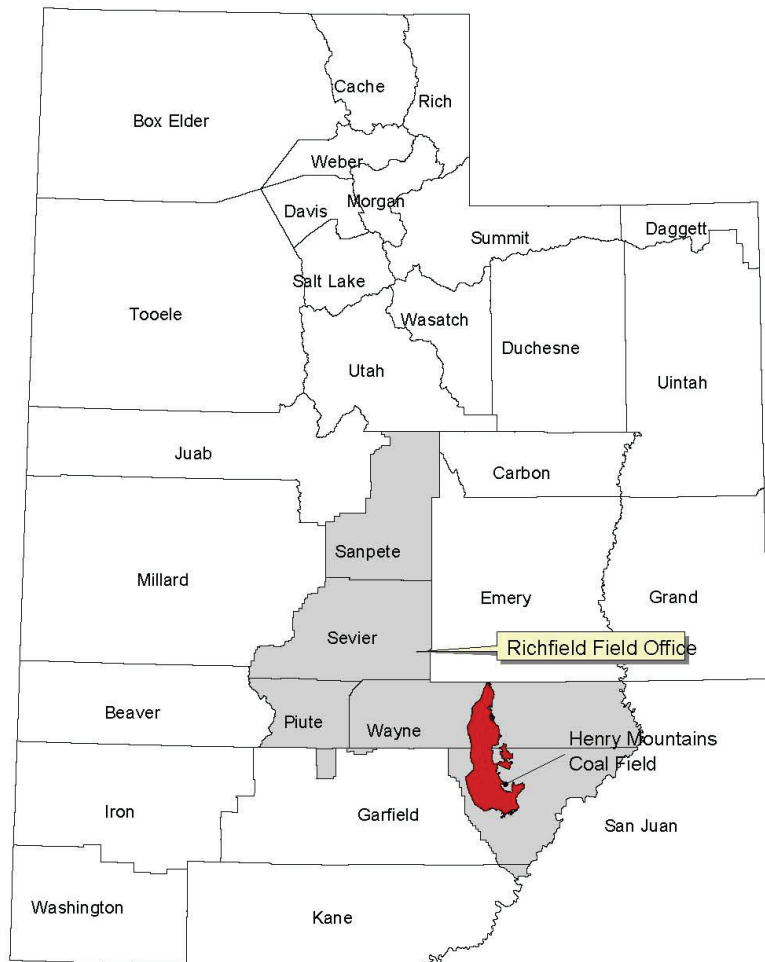 Cache
Rich
Box Elder
Weber
Morgan
Davis
Daggett
Summit
Salt Lake
Tooele
Wasatch
Duchesne
Utah
Uintah
Juab
Carbon
Sanpete
Millard
Emery
Grand
Sevier
Richfield Field Office
Beaver
Piute
Wayne
Henry Mountains
Coal Field
Iron
Garfield
San Juan
Washington
Kane